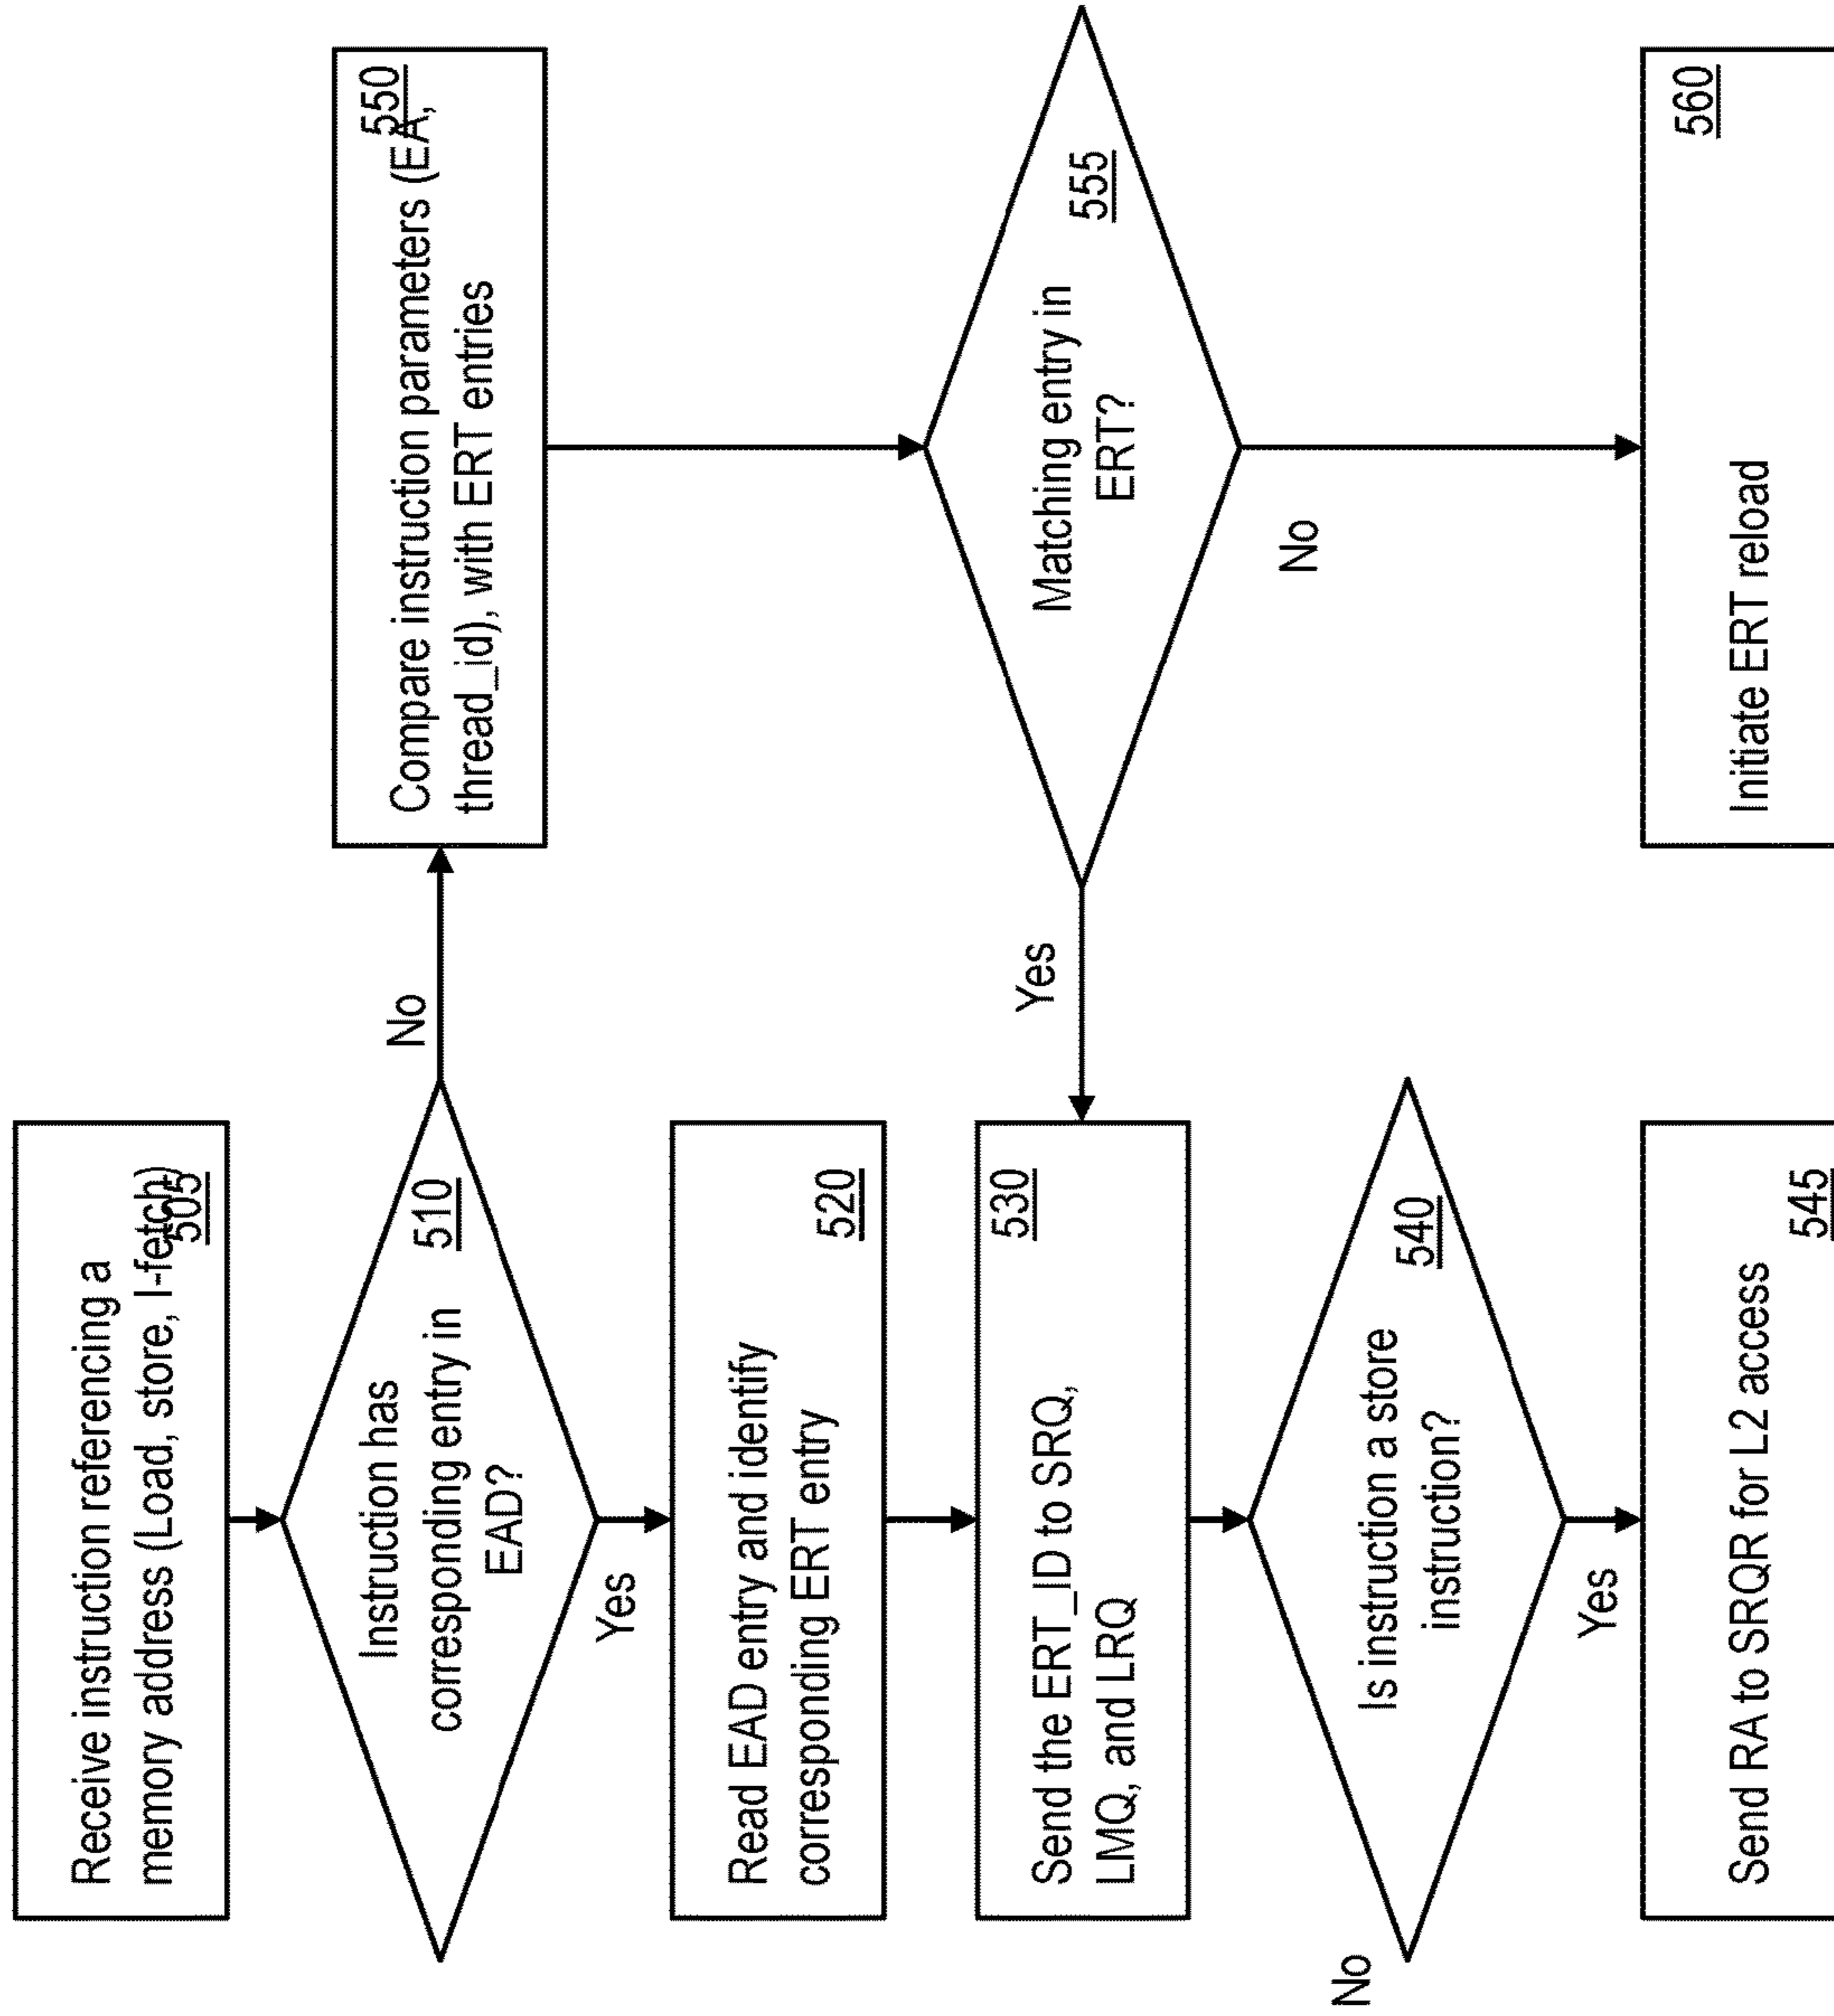 Receive instruction referencing a
memory address (Load, store, I-fetch)
505
Instruction has
corresponding entry in
EAD?
510
No
Yes
Read EAD entry and identify
corresponding ERT entry
520
Send the ERT_ID to SRQ,
LMQ, and LRQ
530
Is instruction a store
instruction?
540
No
Yes
Send RA to SRQR for L2 access
545
550
Compare instruction parameters (EA,
thread_id), with ERT entries
Matching entry in
ERT?
555
Yes
No
560
Initiate ERT reload